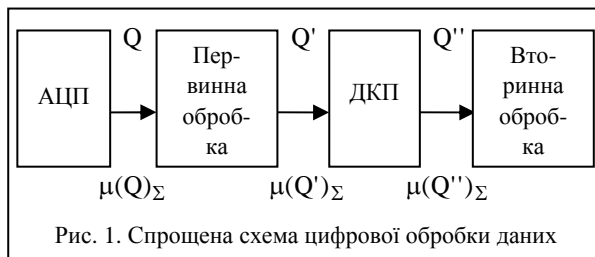 Q Q' Q''
АЦП
Пер-
винна
оброб-
ка
ДКП
Вто-
ринна
оброб-
ка
μ(Q)Σ μ(Q')Σ μ(Q'')Σ
Рис. 1. Спрощена схема цифрової обробки даних